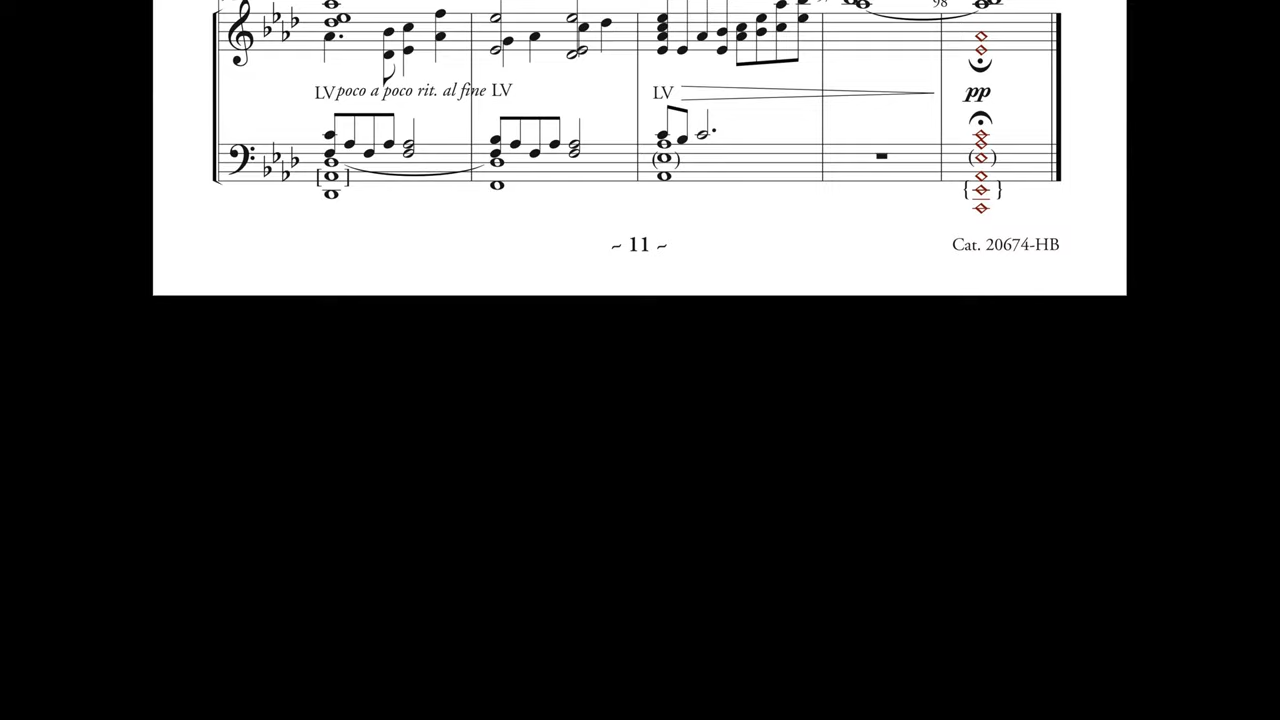 98
LV poco a poco rit. al fine LV LV pp
~ 11 ~ Cat. 20674-HB